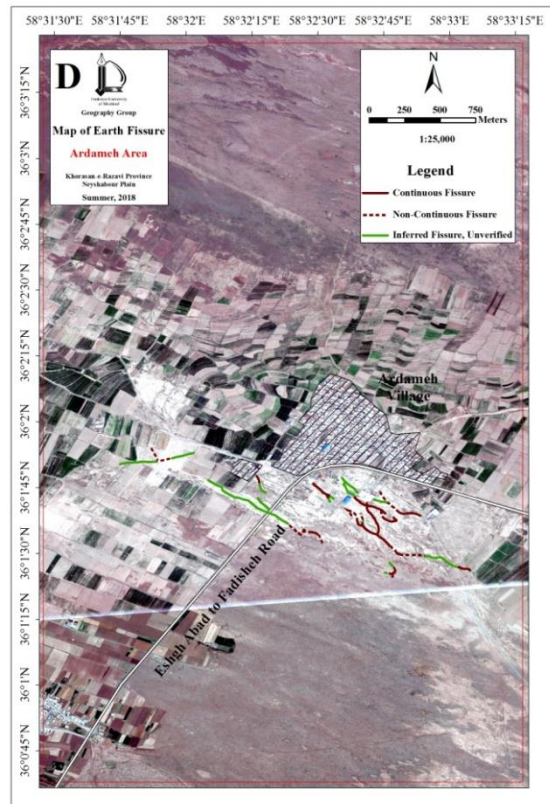 58°31'30"E 58°31'45"E 58°32'E 58°32'15"E 58°32'30"E 58°32'45"E 58°33'E 58°33'15"E
D
Geography Group
Map of Earth Fissure
Ardameh Area
Khorasan-e-Razavi Province
Neyshabour Plain
Summer, 2018
N
0 250 500 750
Meters
1:25,000
Legend
Continuous Fissure
Non-Continuous Fissure
Inferred Fissure, Unverified
36°3'15"N
36°3'N
36°2'45"N
36°2'30"N
36°2'15"N
36°2'N
36°1'45"N
36°1'30"N
36°1'15"N
36°1'N
36°0'45"N
Ardameh
Village
Eshgh Abad to Fadisheh Road